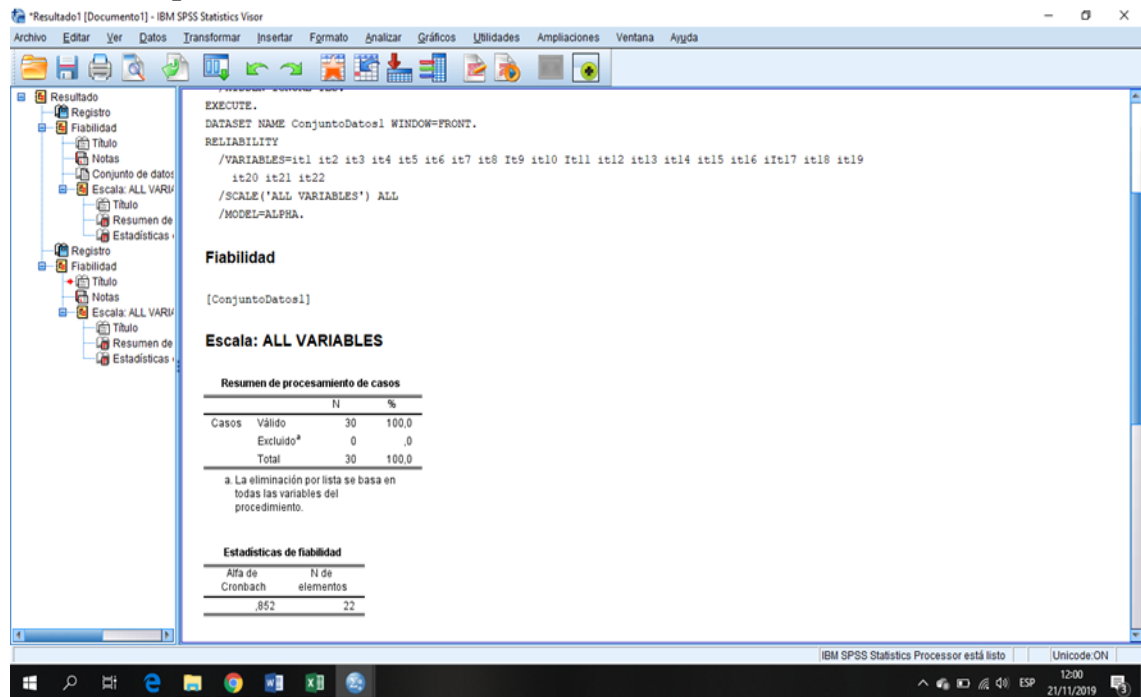 *Resultado1 [Documento1] - IBM SPSS Statistics Visor
Archivo Editar Ver Datos Transformar Insertar Formato Analizar Gráficos Utilidades Ampliaciones Ventana Ayuda
Resultado
Registro
Fiabilidad
Título
Notas
Conjunto de datos
Escala: ALL VARIA
Título
Resumen de
Estadísticas
Registro
Fiabilidad
Título
Notas
Escala: ALL VARIA
Título
Resumen de
Estadísticas
EXECUTE.
DATASET NAME ConjuntoDatos1 WINDOW=FRONT.
RELIABILITY
/VARIABLES=it1 it2 it3 it4 it5 it6 it7 it8 It9 it10 It11 it12 it13 it14 it15 it16 iIt17 it18 it19
it20 it21 it22
/SCALE('ALL VARIABLES') ALL
/MODEL=ALPHA.
Fiabilidad
[ConjuntoDatos1]
Escala: ALL VARIABLES
Resumen de procesamiento de casos
N %
Casos Válido 30 100,0
Excluido a 0 ,0
Total 30 100,0
a. La eliminación por lista se basa en
todas las variables del
procedimiento.
Estadísticas de fiabilidad
Alfa de N de
Cronbach elementos
,852 22
IBM SPSS Statistics Processor está listo Unicode:ON
ESP 12:00
21/11/2019
3